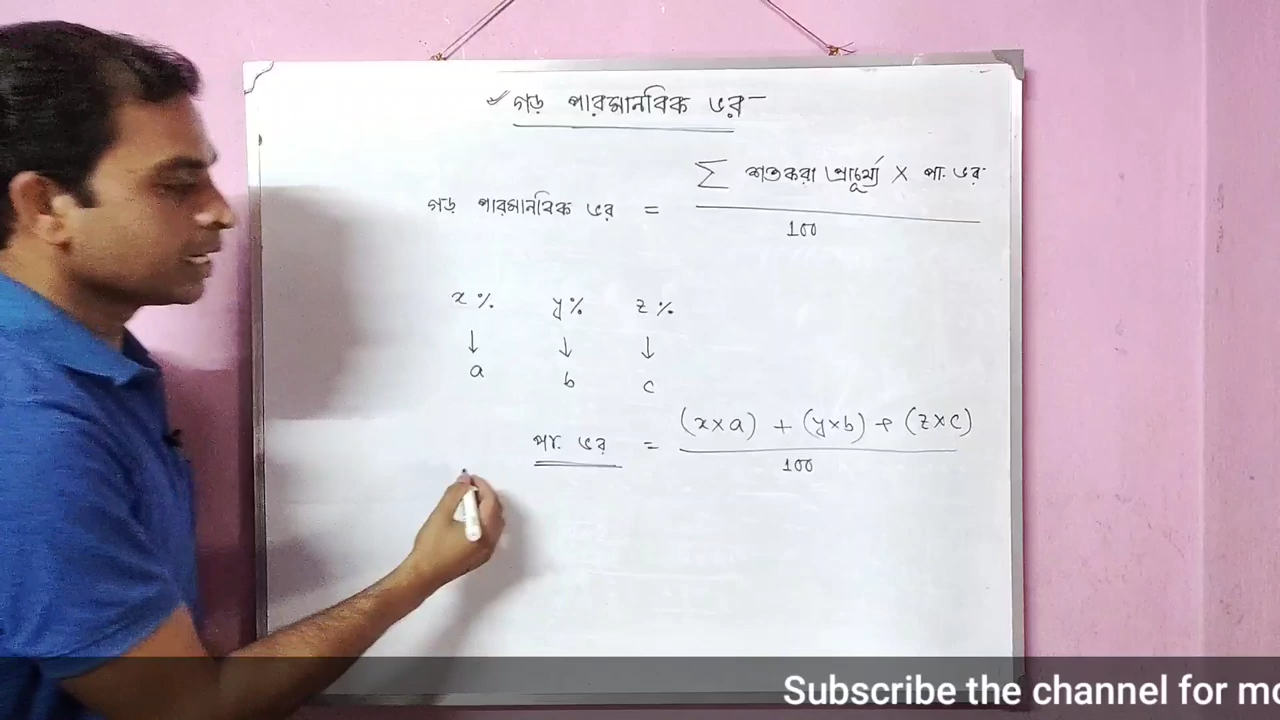 গড় পারমানবিক ভর
∑ শতকরা প্রাচুর্য্য × পা. ভর
গড় পারমানবিক ভর =
100
x% y% z%
↓ ↓ ↓
a b c
(x×a) + (y×b) + (z×c)
পা. ভর =
100
Subscribe the channel for mo